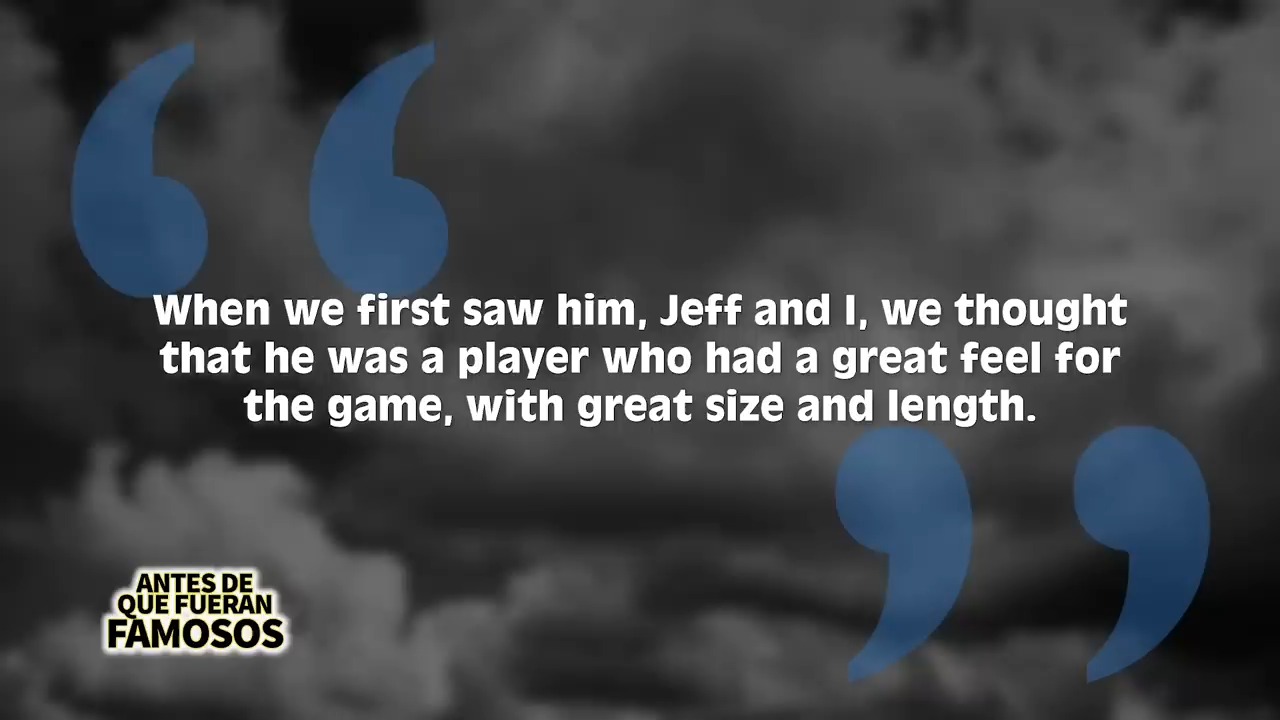 When we first saw him, Jeff and I, we thought
that he was a player who had a great feel for
the game, with great size and length.
ANTES DE
QUE FUERAN
FAMOSOS